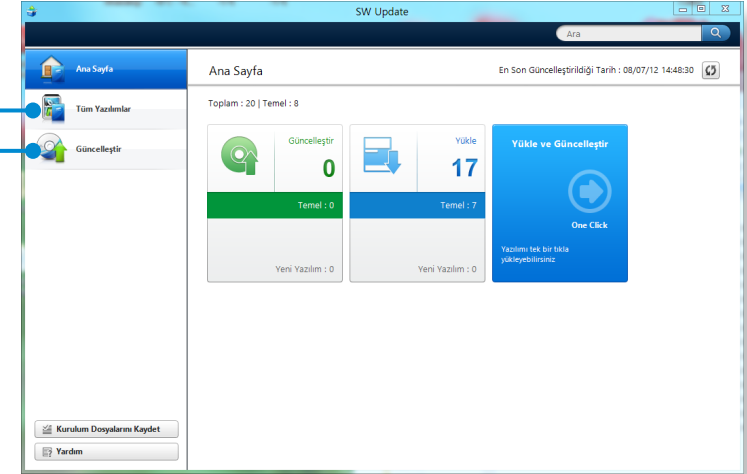 SW Update
Ara
Ana Sayfa
Tüm Yazılımlar
Güncelleştir
Kurulum Dosyalarını Kaydet
Yardım
Ana Sayfa
En Son Güncelleştirildiği Tarih : 08/07/12 14:48:30
Toplam : 20 | Temel : 8
Güncelleştir
0
Temel : 0
Yeni Yazılım : 0
Yükle
17
Temel : 7
Yeni Yazılım : 0
Yükle ve Güncelleştir
One Click
Yazılımı tek bir tıkla
yükleyebilirsiniz